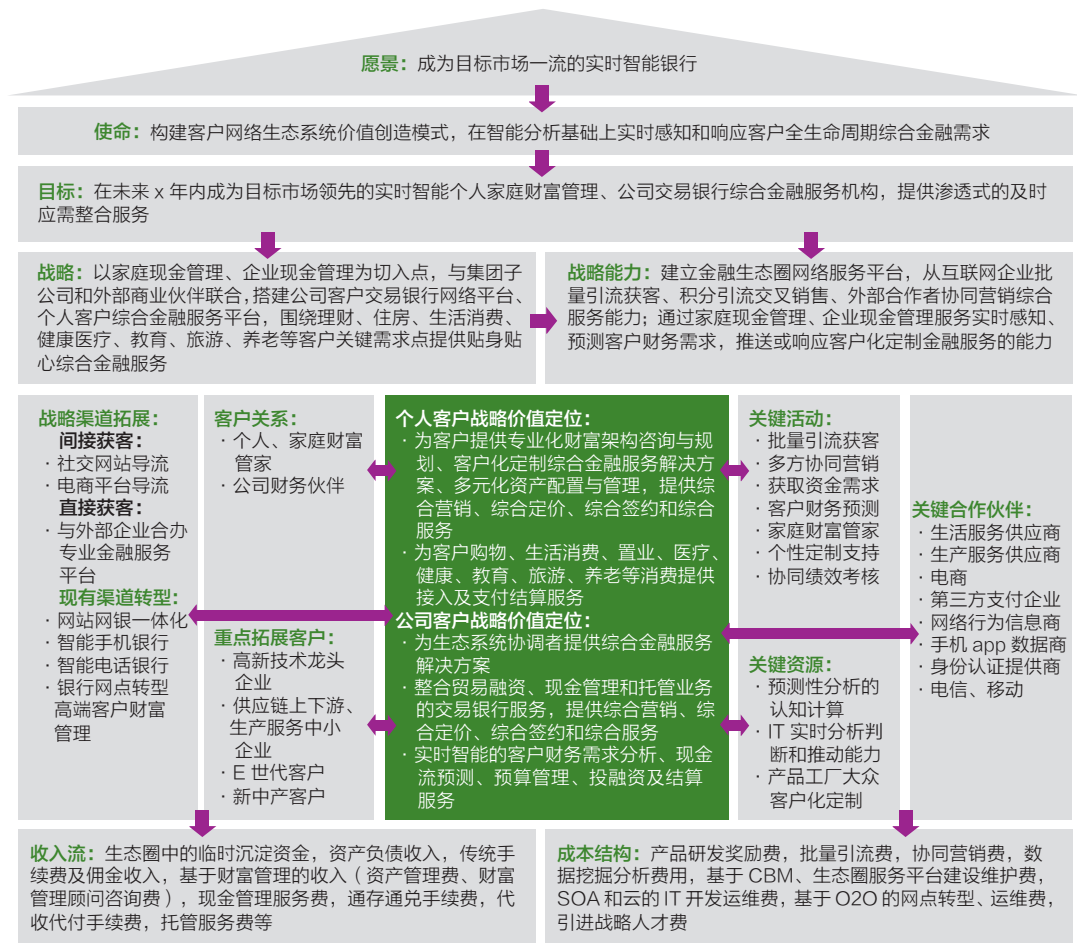 愿景：成为目标市场一流的实时智能银行
使命：构建客户网络生态系统价值创造模式，在智能分析基础上实时感知和响应客户全生命周期综合金融需求
目标：在未来 x 年内成为目标市场领先的实时智能个人家庭财富管理、公司交易银行综合金融服务机构，提供渗透式的及时
应需整合服务
战略：以家庭现金管理、企业现金管理为切入点，与集团子
公司和外部商业伙伴联合，搭建公司客户交易银行网络平台、
个人客户综合金融服务平台，围绕理财、住房、生活消费、
健康医疗、教育、旅游、养老等客户关键需求点提供贴身贴
心综合金融服务
战略能力：建立金融生态圈网络服务平台，从互联网企业批
量引流获客、积分引流交叉销售、外部合作者协同营销综合
服务能力；通过家庭现金管理、企业现金管理服务实时感知、
预测客户财务需求，推送或响应客户化定制金融服务的能力
战略渠道拓展：
间接获客：
· 社交网站导流
· 电商平台导流
直接获客：
· 与外部企业合办
专业金融服务
平台
现有渠道转型：
· 网站网银一体化
· 智能手机银行
· 智能电话银行
· 银行网点转型
高端客户财富
管理
客户关系：
· 个人、家庭财富
管家
· 公司财务伙伴
重点拓展客户：
· 高新技术龙头
企业
· 供应链上下游、
生产服务中小
企业
· E 世代客户
· 新中产客户
个人客户战略价值定位：
· 为客户提供专业化财富架构咨询与规
划、客户化定制综合金融服务解决方
案、多元化资产配置与管理，提供综
合营销、综合定价、综合签约和综合
服务
· 为客户购物、生活消费、置业、医疗、
健康、教育、旅游、养老等消费提供
接入及支付结算服务
公司客户战略价值定位：
· 为生态系统协调者提供综合金融服务
解决方案
· 整合贸易融资、现金管理和托管业务
的交易银行服务，提供综合营销、综
合定价、综合签约和综合服务
· 实时智能的客户财务需求分析、现金
流预测、预算管理、投融资及结算
服务
关键活动：
· 批量引流获客
· 多方协同营销
· 获取资金需求
· 客户财务预测
· 家庭财富管家
· 个性定制支持
· 协同绩效考核
关键资源：
· 预测性分析的
认知计算
· IT 实时分析判
断和推动能力
· 产品工厂大众
客户化定制
关键合作伙伴：
· 生活服务供应商
· 生产服务供应商
· 电商
· 第三方支付企业
· 网络行为信息商
· 手机 app 数据商
· 身份认证提供商
· 电信、移动
收入流：生态圈中的临时沉淀资金，资产负债收入，传统手
续费及佣金收入，基于财富管理的收入（资产管理费、财富
管理顾问咨询费），现金管理服务费，通存通兑手续费，代
收代付手续费，托管服务费等
成本结构：产品研发奖励费，批量引流费，协同营销费，数
据挖掘分析费用，基于 CBM、生态圈服务平台建设维护费，
SOA 和云的 IT 开发运维费，基于 O2O 的网点转型、运维费，
引进战略人才费